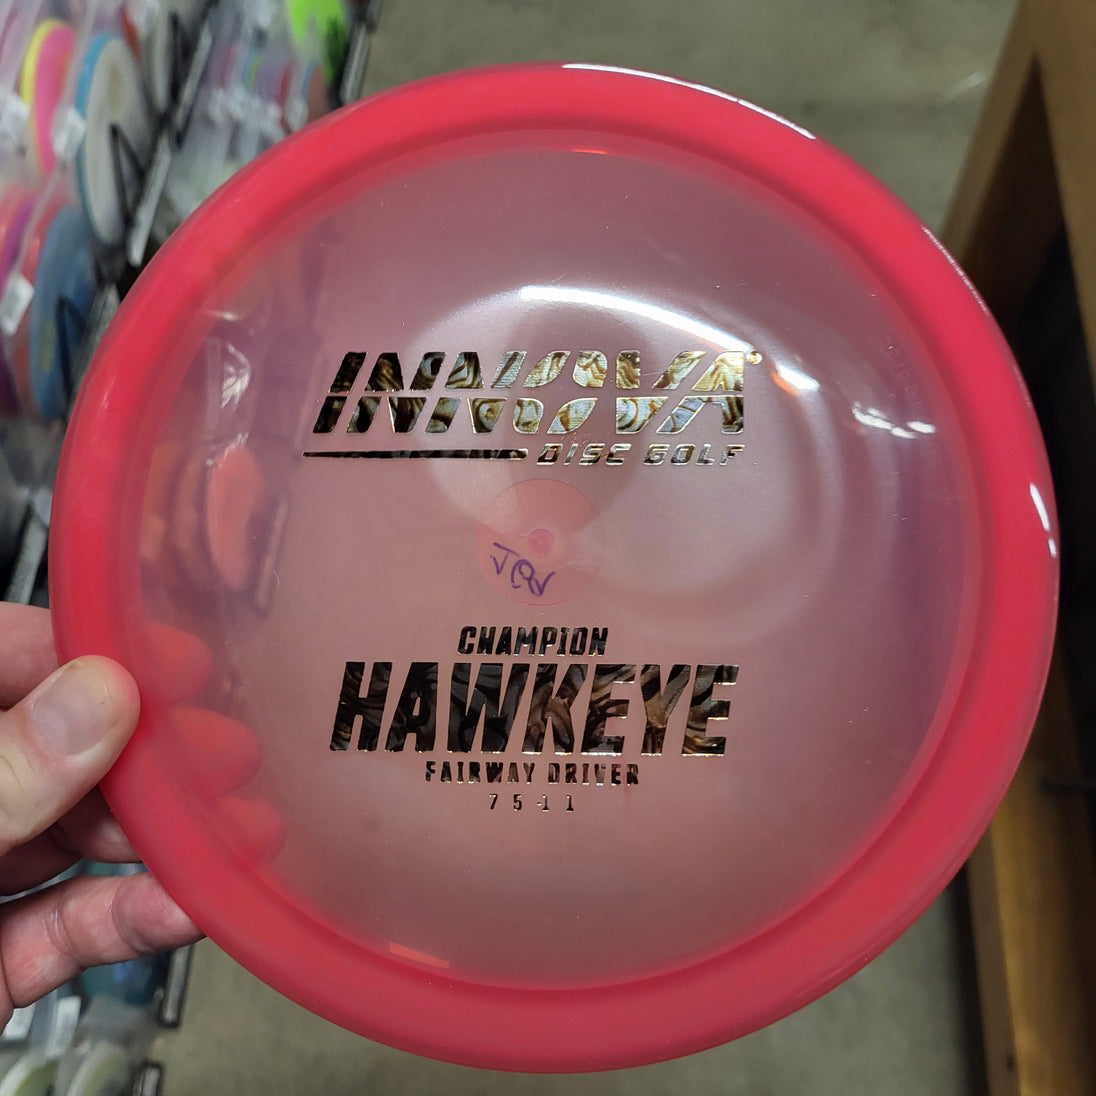 INNOVA®
DISC GOLF
CHAMPION
HAWKEYE
FAIRWAY DRIVER
7 5 -1 1